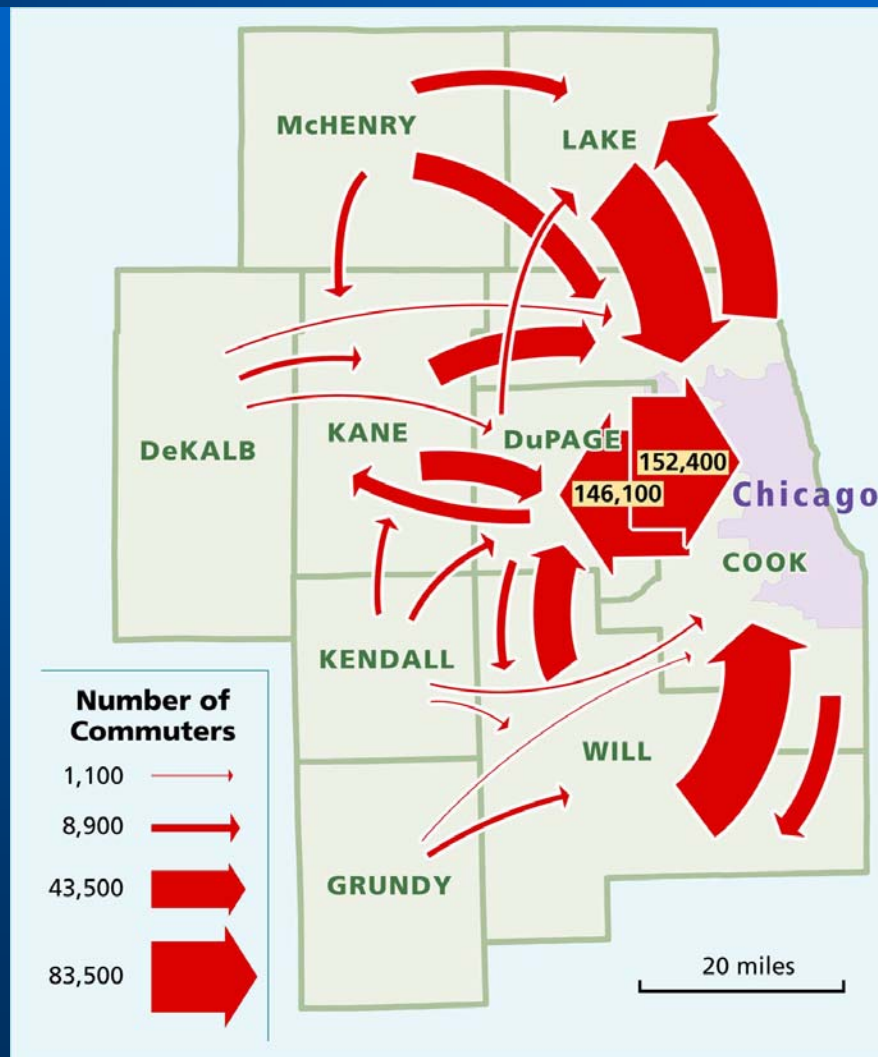 McHENRY
LAKE
DeKALB
KANE
DuPAGE
152,400
146,100
Chicago
COOK
KENDALL
WILL
GRUNDY
Number of
Commuters
1,100
8,900
43,500
83,500
20 miles